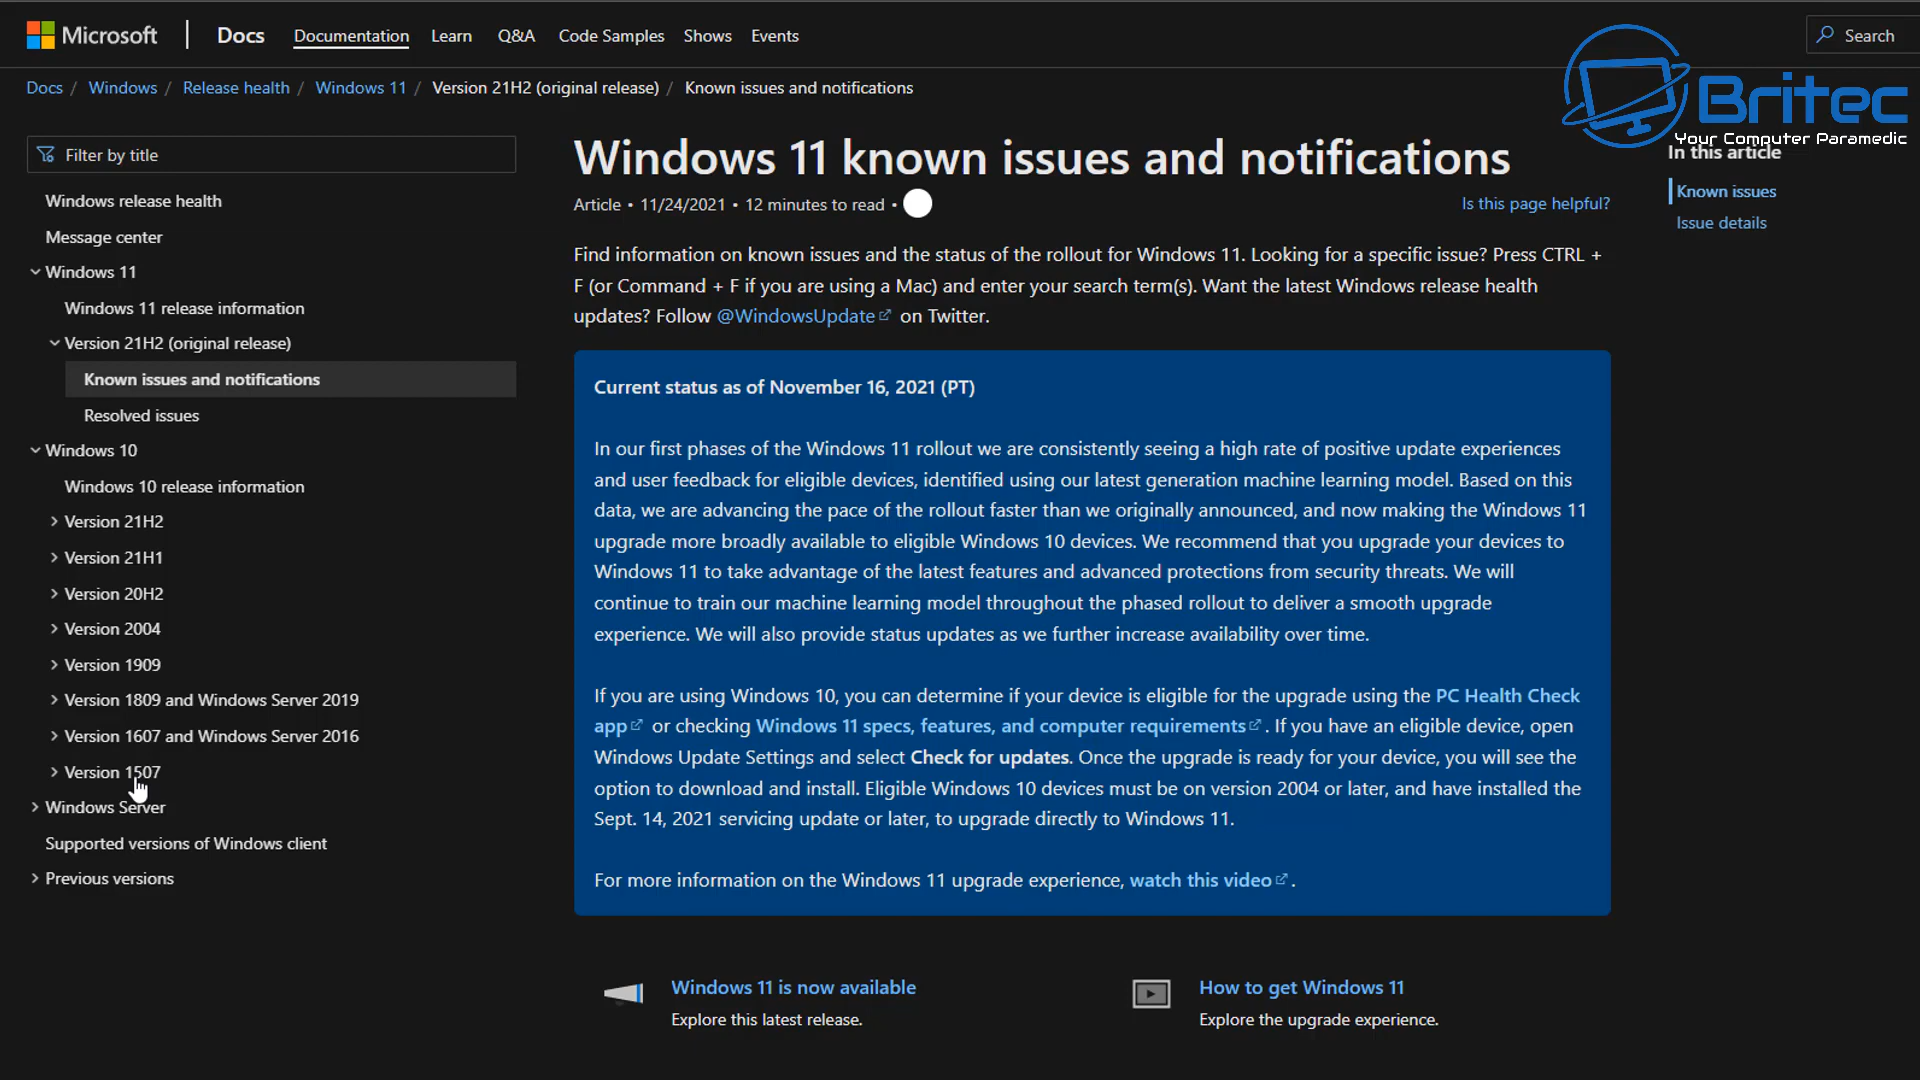 Microsoft Docs Documentation Learn Q&A Code Samples Shows Events Search
Docs / Windows / Release health / Windows 11 / Version 21H2 (original release) / Known issues and notifications
Britec
Your Computer Paramedic
Filter by title
Windows release health
Message center
Windows 11
Windows 11 release information
Version 21H2 (original release)
Known issues and notifications
Resolved issues
Windows 10
Windows 10 release information
Version 21H2
Version 21H1
Version 20H2
Version 2004
Version 1909
Version 1809 and Windows Server 2019
Version 1607 and Windows Server 2016
Version 1507
Windows Server
Supported versions of Windows client
Previous versions
Windows 11 known issues and notifications
Article • 11/24/2021 • 12 minutes to read •
Is this page helpful?
Find information on known issues and the status of the rollout for Windows 11. Looking for a specific issue? Press CTRL +
F (or Command + F if you are using a Mac) and enter your search term(s). Want the latest Windows release health
updates? Follow @WindowsUpdate on Twitter.
Current status as of November 16, 2021 (PT)
In our first phases of the Windows 11 rollout we are consistently seeing a high rate of positive update experiences
and user feedback for eligible devices, identified using our latest generation machine learning model. Based on this
data, we are advancing the pace of the rollout faster than we originally announced, and now making the Windows 11
upgrade more broadly available to eligible Windows 10 devices. We recommend that you upgrade your devices to
Windows 11 to take advantage of the latest features and advanced protections from security threats. We will
continue to train our machine learning model throughout the phased rollout to deliver a smooth upgrade
experience. We will also provide status updates as we further increase availability over time.
If you are using Windows 10, you can determine if your device is eligible for the upgrade using the PC Health Check
app or checking Windows 11 specs, features, and computer requirements. If you have an eligible device, open
Windows Update Settings and select Check for updates. Once the upgrade is ready for your device, you will see the
option to download and install. Eligible Windows 10 devices must be on version 2004 or later, and have installed the
Sept. 14, 2021 servicing update or later, to upgrade directly to Windows 11.
For more information on the Windows 11 upgrade experience, watch this video.
Windows 11 is now available
Explore this latest release.
How to get Windows 11
Explore the upgrade experience.
In this article
Known issues
Issue details